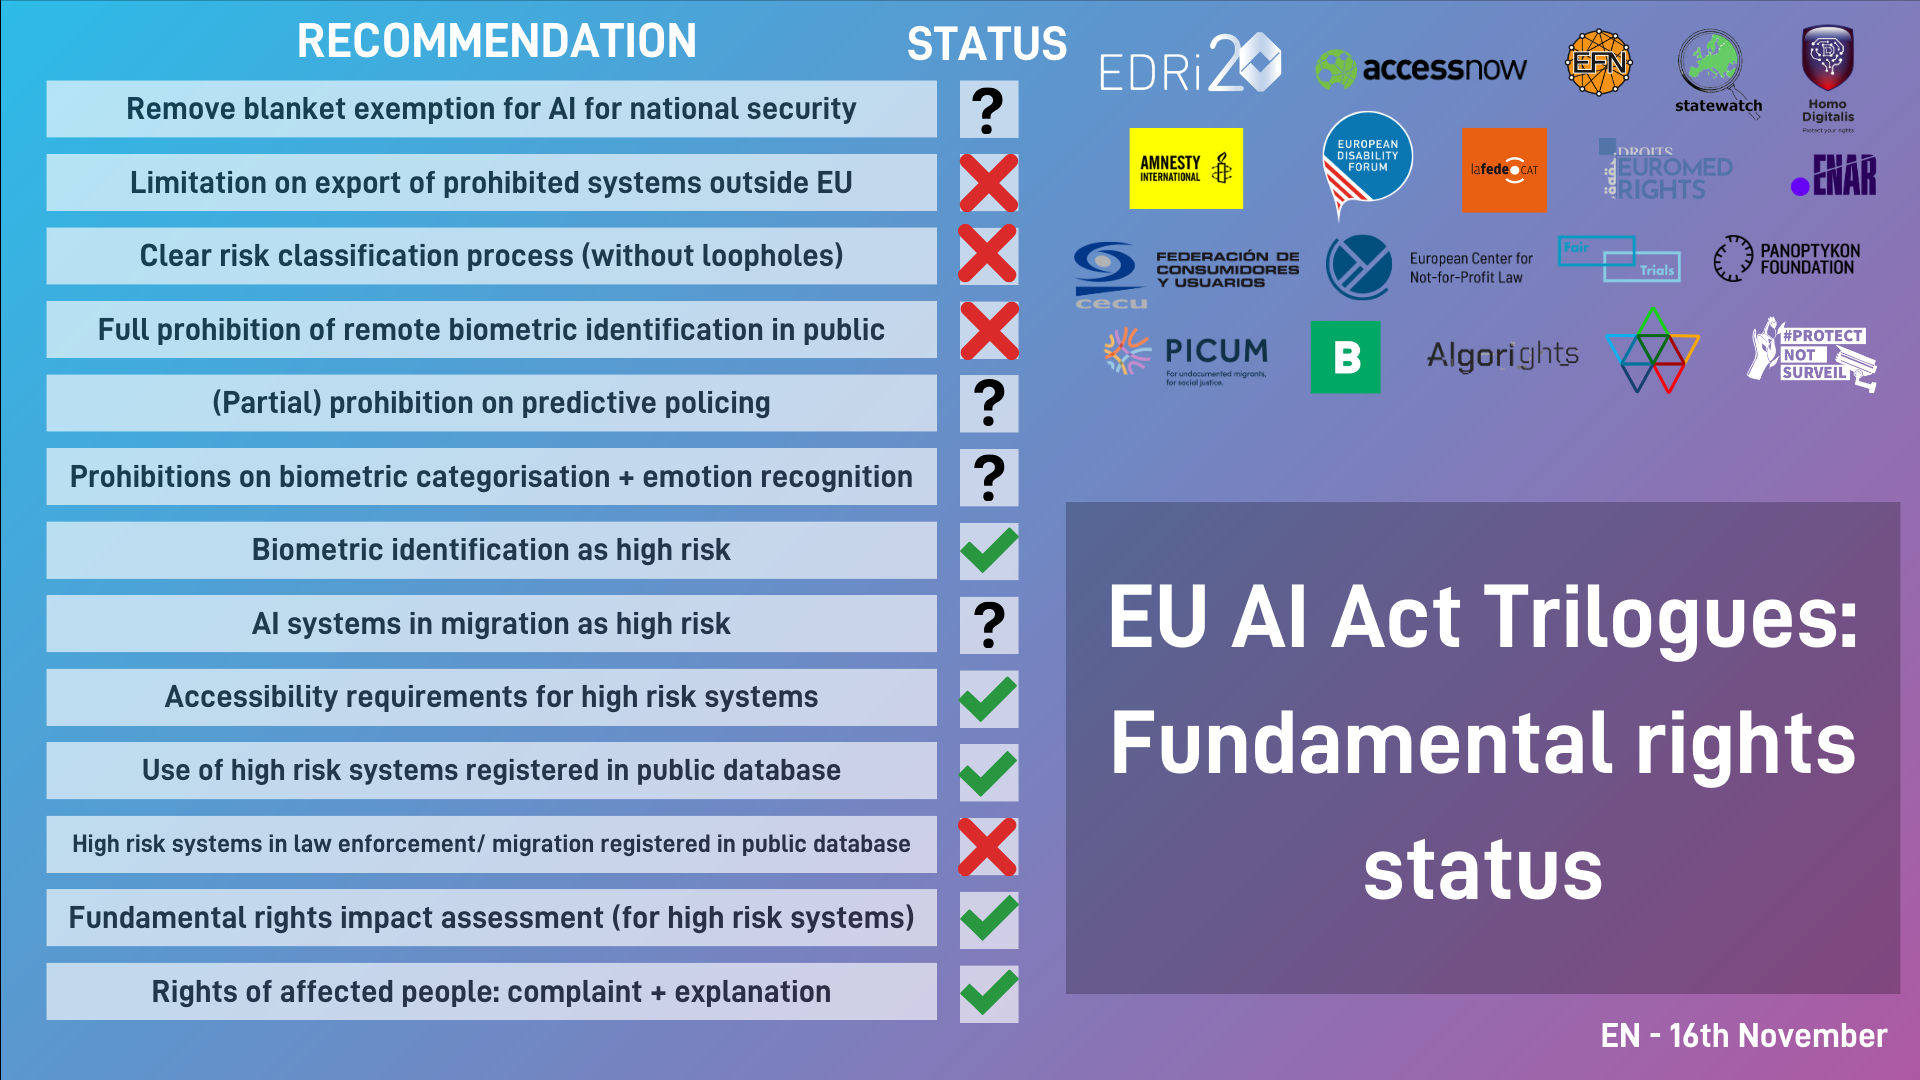 RECOMMENDATION
STATUS
Remove blanket exemption for AI for national security
?
Limitation on export of prohibited systems outside EU
Clear risk classification process (without loopholes)
Full prohibition of remote biometric identification in public
(Partial) prohibition on predictive policing
?
Prohibitions on biometric categorisation + emotion recognition
?
Biometric identification as high risk
AI systems in migration as high risk
?
Accessibility requirements for high risk systems
Use of high risk systems registered in public database
High risk systems in law enforcement/ migration registered in public database
Fundamental rights impact assessment (for high risk systems)
Rights of affected people: complaint + explanation
EDRi 20
accessnow
EFN
statewatch
Homo
Digitalis
Protect your rights
AMNESTY
INTERNATIONAL
EUROPEAN
DISABILITY
FORUM
lafede.CAT
DROITS
EUROMED
RIGHTS
ENAR
cecu
FEDERACIÓN DE
CONSUMIDORES
Y USUARIOS
European Center for
Not-for-Profit Law
Fair
Trials
PANOPTYKON
FOUNDATION
PICUM
For undocumented migrants,
for social justice.
B
Algorights
#PROTECT
NOT
SURVEIL
EU AI Act Trilogues:
Fundamental rights
status
EN - 16th November